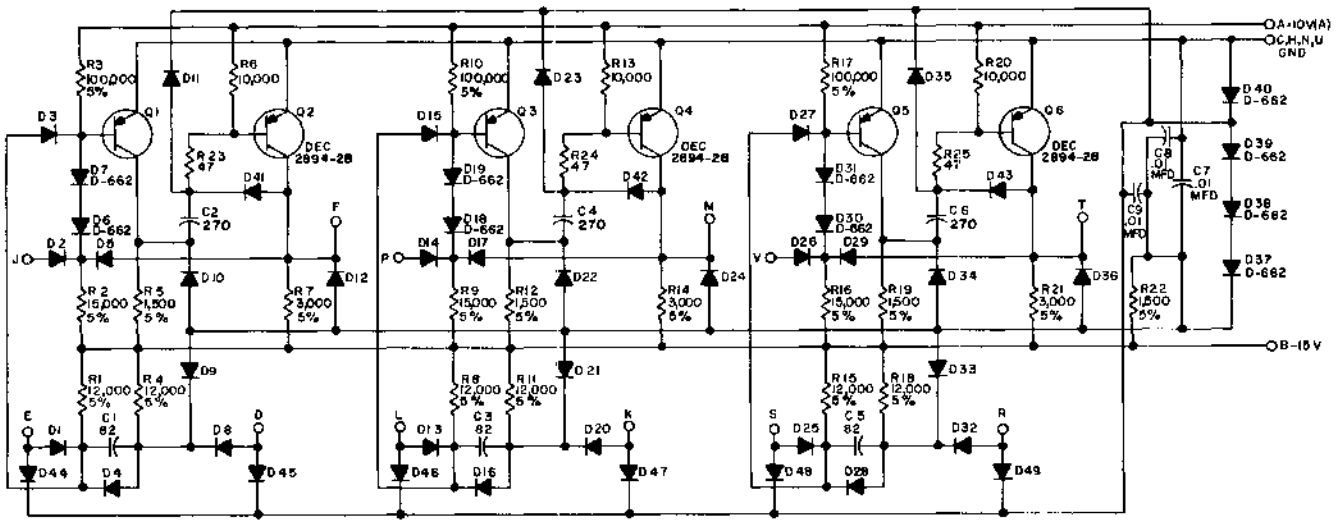 A+10V(A)
C,H,N,U
GND
R3
100,000
5%
D11
R6
10,000
R10
100,000
5%
D23
R13
10,000
R17
100,000
5%
D35
R20
10,000
D40
D-662
D3
Q1
Q2
DEC
2894-2B
D15
Q3
Q4
DEC
2894-2B
D27
Q5
Q6
DEC
2894-2B
C8
.01
MFD
C7
.01
MFD
D39
D-662
R23
47
R24
47
R25
47
D7
D-662
D41
D19
D-662
D42
D31
D-662
D43
C9
.01
MFD
D6
D-662
C2
270
F
D18
D-662
C4
270
M
D30
D-662
C6
270
T
D38
D-662
J
D2
D5
P
D14
D17
V
D26
D29
D10
D12
D22
D24
D34
D36
D37
D-662
R2
15,000
5%
R5
1,500
5%
R7
3,000
5%
R9
15,000
5%
R12
1,500
5%
R14
3,000
5%
R16
15,000
5%
R19
1,500
5%
R21
3,000
5%
R22
1,500
5%
B-15V
D9
D21
D33
R1
12,000
5%
R4
12,000
5%
R8
12,000
5%
R11
12,000
5%
R15
12,000
5%
R18
12,000
5%
E
D1
C1
82
D8
D
L
D13
C3
82
D20
K
S
D25
C5
82
D32
R
D44
D4
D45
D46
D16
D47
D48
D28
D49